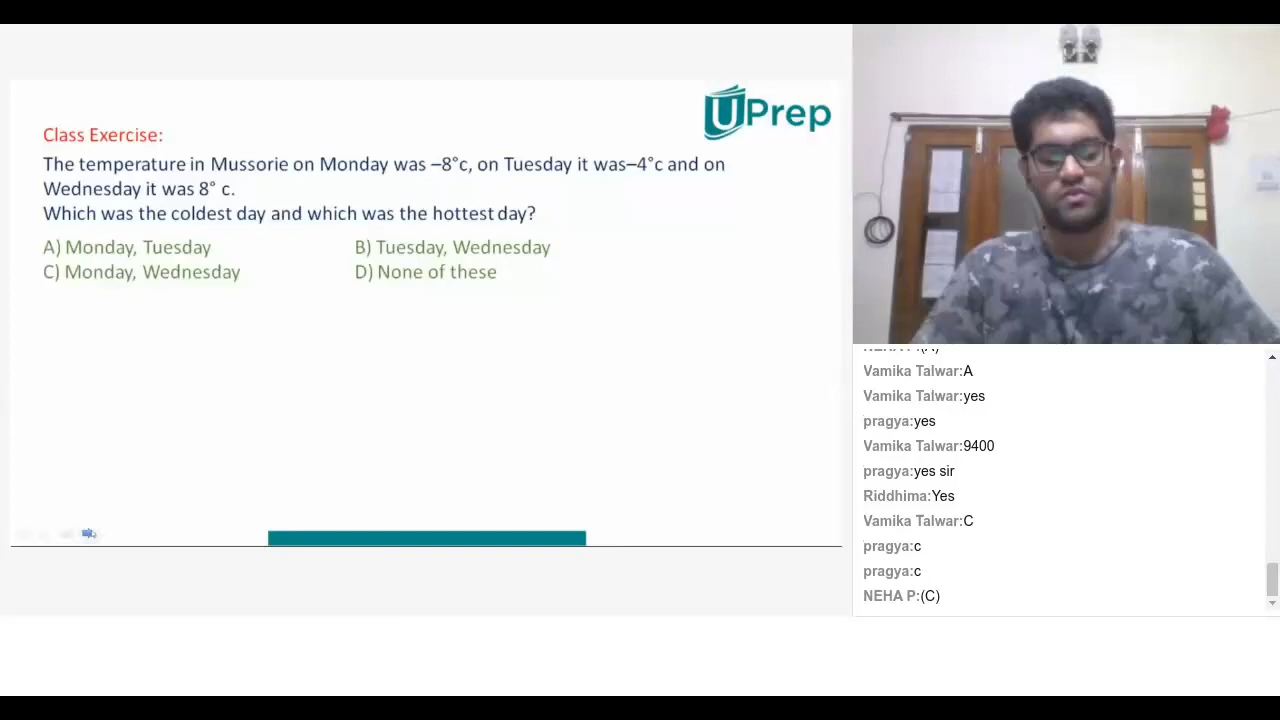 UPrep
Class Exercise:
The temperature in Mussorie on Monday was –8°c, on Tuesday it was–4°c and on
Wednesday it was 8° c.
Which was the coldest day and which was the hottest day?
A) Monday, Tuesday
B) Tuesday, Wednesday
C) Monday, Wednesday
D) None of these
Vamika Talwar:A
Vamika Talwar:yes
pragya:yes
Vamika Talwar:9400
pragya:yes sir
Riddhima:Yes
Vamika Talwar:C
pragya:c
pragya:c
NEHA P:(C)